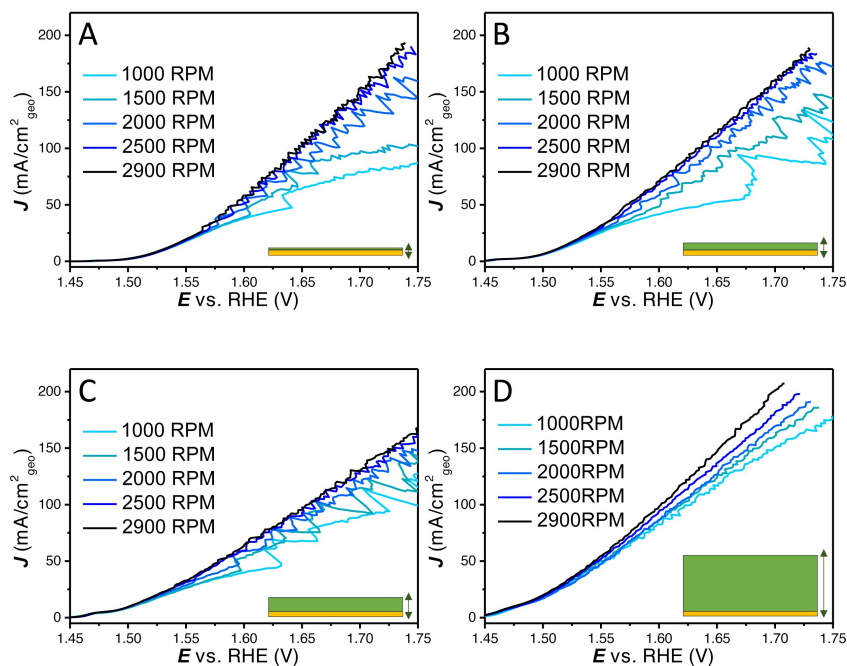 A
1000 RPM
1500 RPM
2000 RPM
2500 RPM
2900 RPM
J (mA/cm²geo)
200
150
100
50
0
1.45 1.50 1.55 1.60 1.65 1.70 1.75
E vs. RHE (V)
B
1000 RPM
1500 RPM
2000 RPM
2500 RPM
2900 RPM
J (mA/cm²geo)
200
150
100
50
0
1.45 1.50 1.55 1.60 1.65 1.70 1.75
E vs. RHE (V)
C
1000 RPM
1500 RPM
2000 RPM
2500 RPM
2900 RPM
J (mA/cm²geo)
200
150
100
50
0
1.45 1.50 1.55 1.60 1.65 1.70 1.75
E vs. RHE (V)
D
1000RPM
1500RPM
2000RPM
2500RPM
2900RPM
J (mA/cm²geo)
200
150
100
50
0
1.45 1.50 1.55 1.60 1.65 1.70 1.75
E vs. RHE (V)